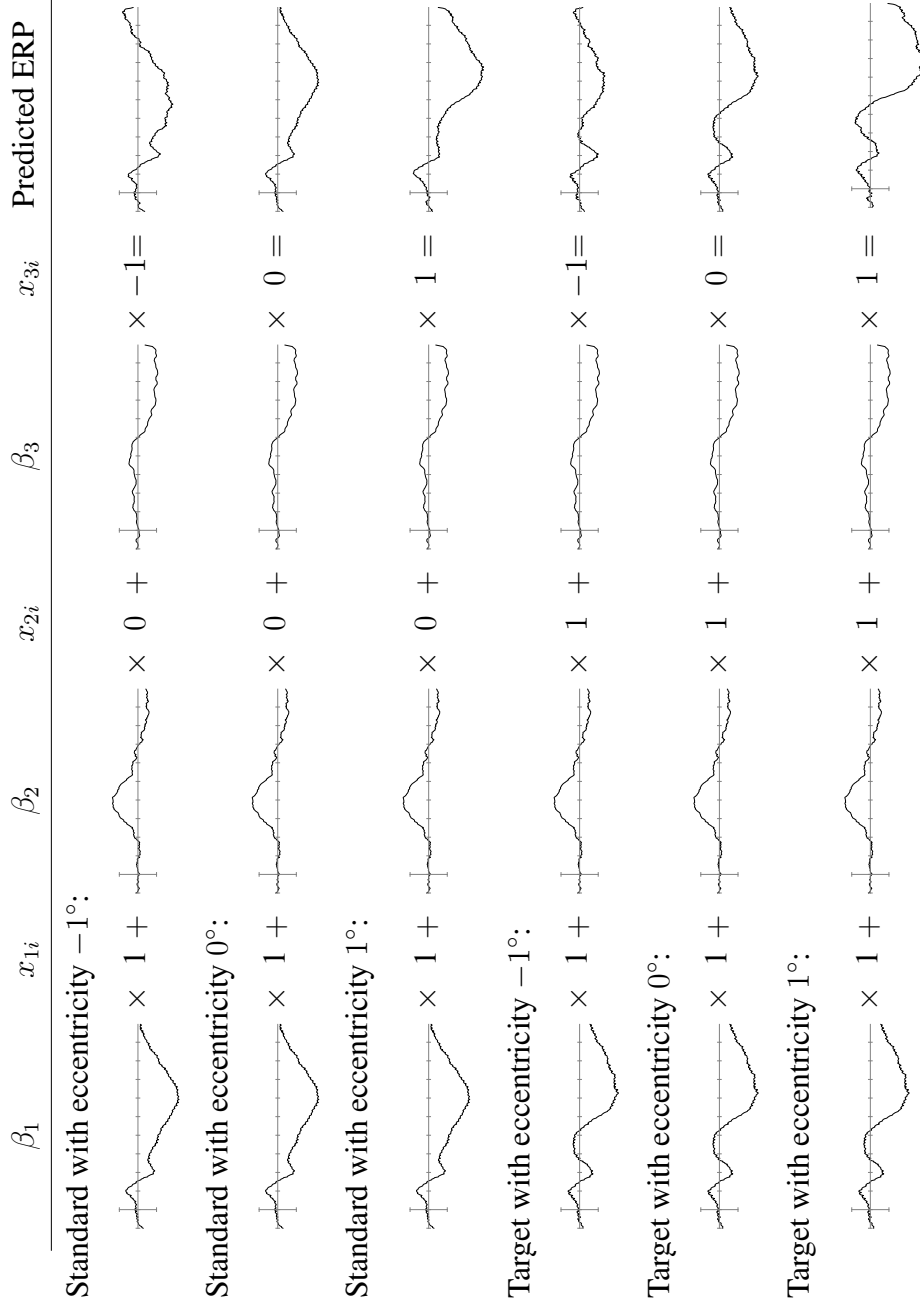 β₁ x₁ᵢ β₂ x₂ᵢ β₃ x₃ᵢ Predicted ERP
Standard with eccentricity −1°:
× 1 + × 0 + × −1=
Standard with eccentricity 0°:
× 1 + × 0 + × 0 =
Standard with eccentricity 1°:
× 1 + × 0 + × 1 =
Target with eccentricity −1°:
× 1 + × 1 + × −1=
Target with eccentricity 0°:
× 1 + × 1 + × 0 =
Target with eccentricity 1°:
× 1 + × 1 + × 1 =